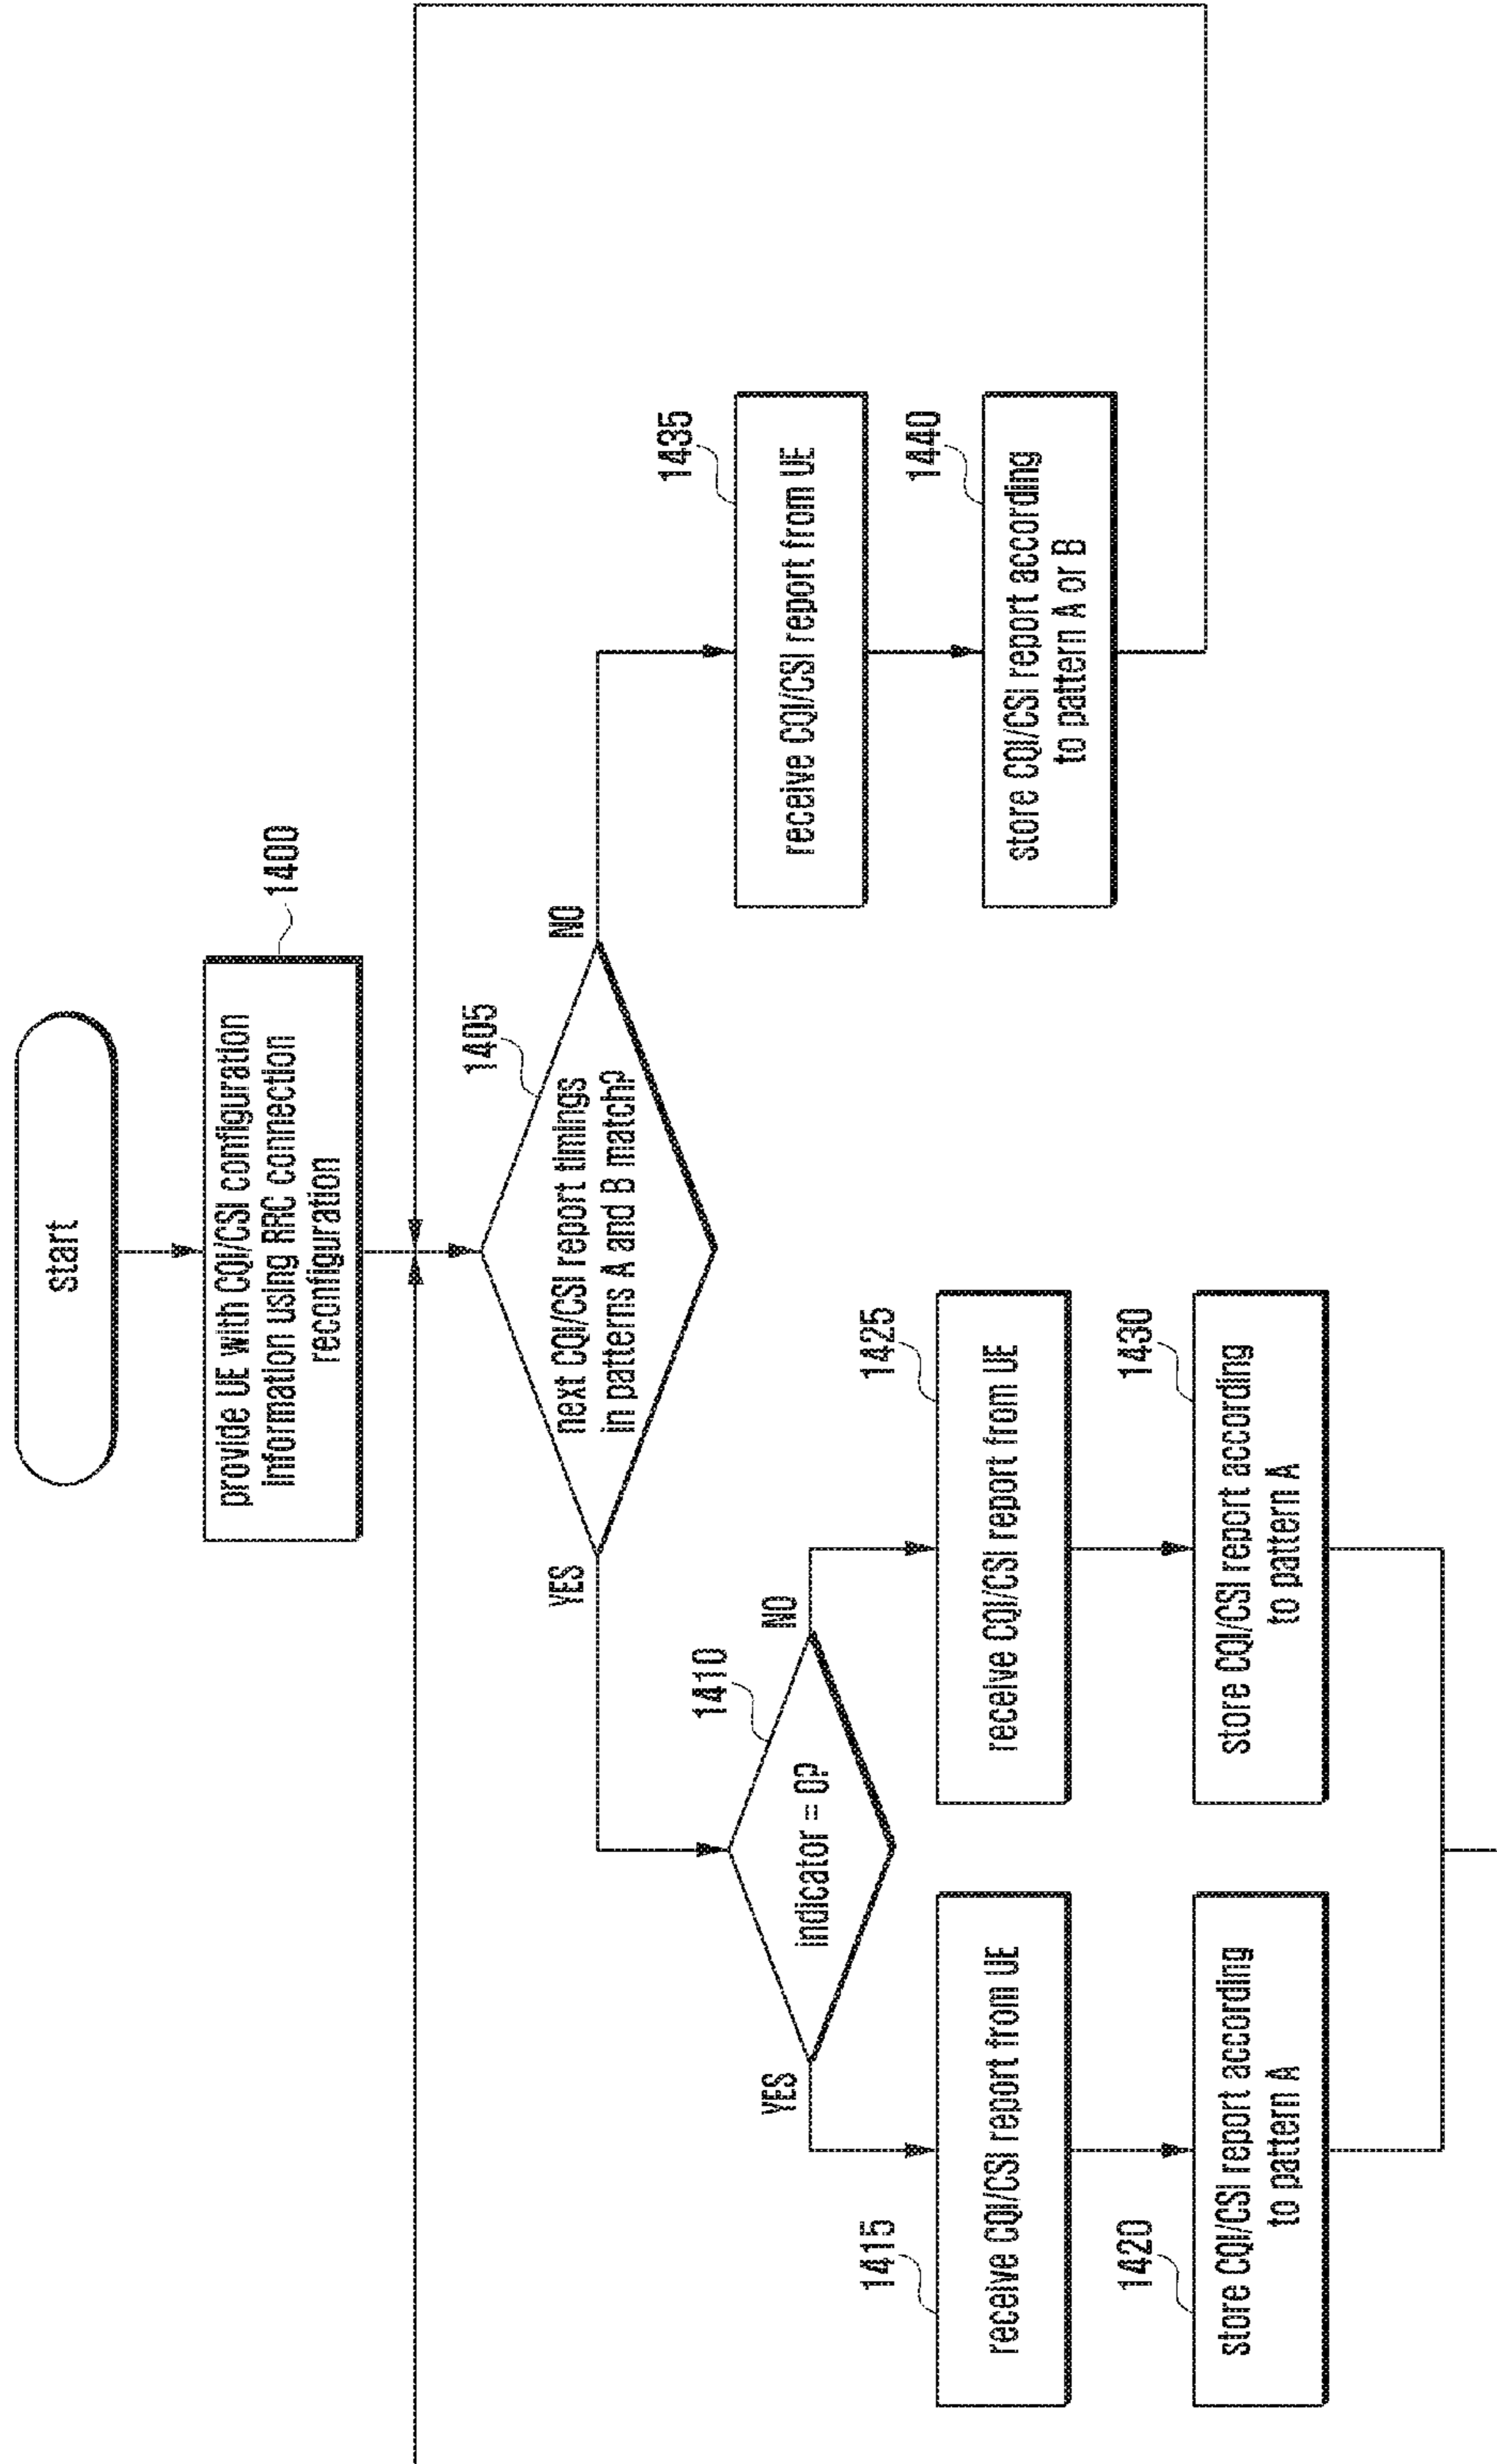 start
provide UE with CQI/CSI configuration
information using RRC connection
reconfiguration
1400
1405
next CQI/CSI report timings
in patterns A and B match?
YES
NO
1410
indicator = 0?
YES
NO
1415
receive CQI/CSI report from UE
1420
store CQI/CSI report according
to pattern A
1425
receive CQI/CSI report from UE
1430
store CQI/CSI report according
to pattern A
1435
receive CQI/CSI report from UE
1440
store CQI/CSI report according
to pattern A or B